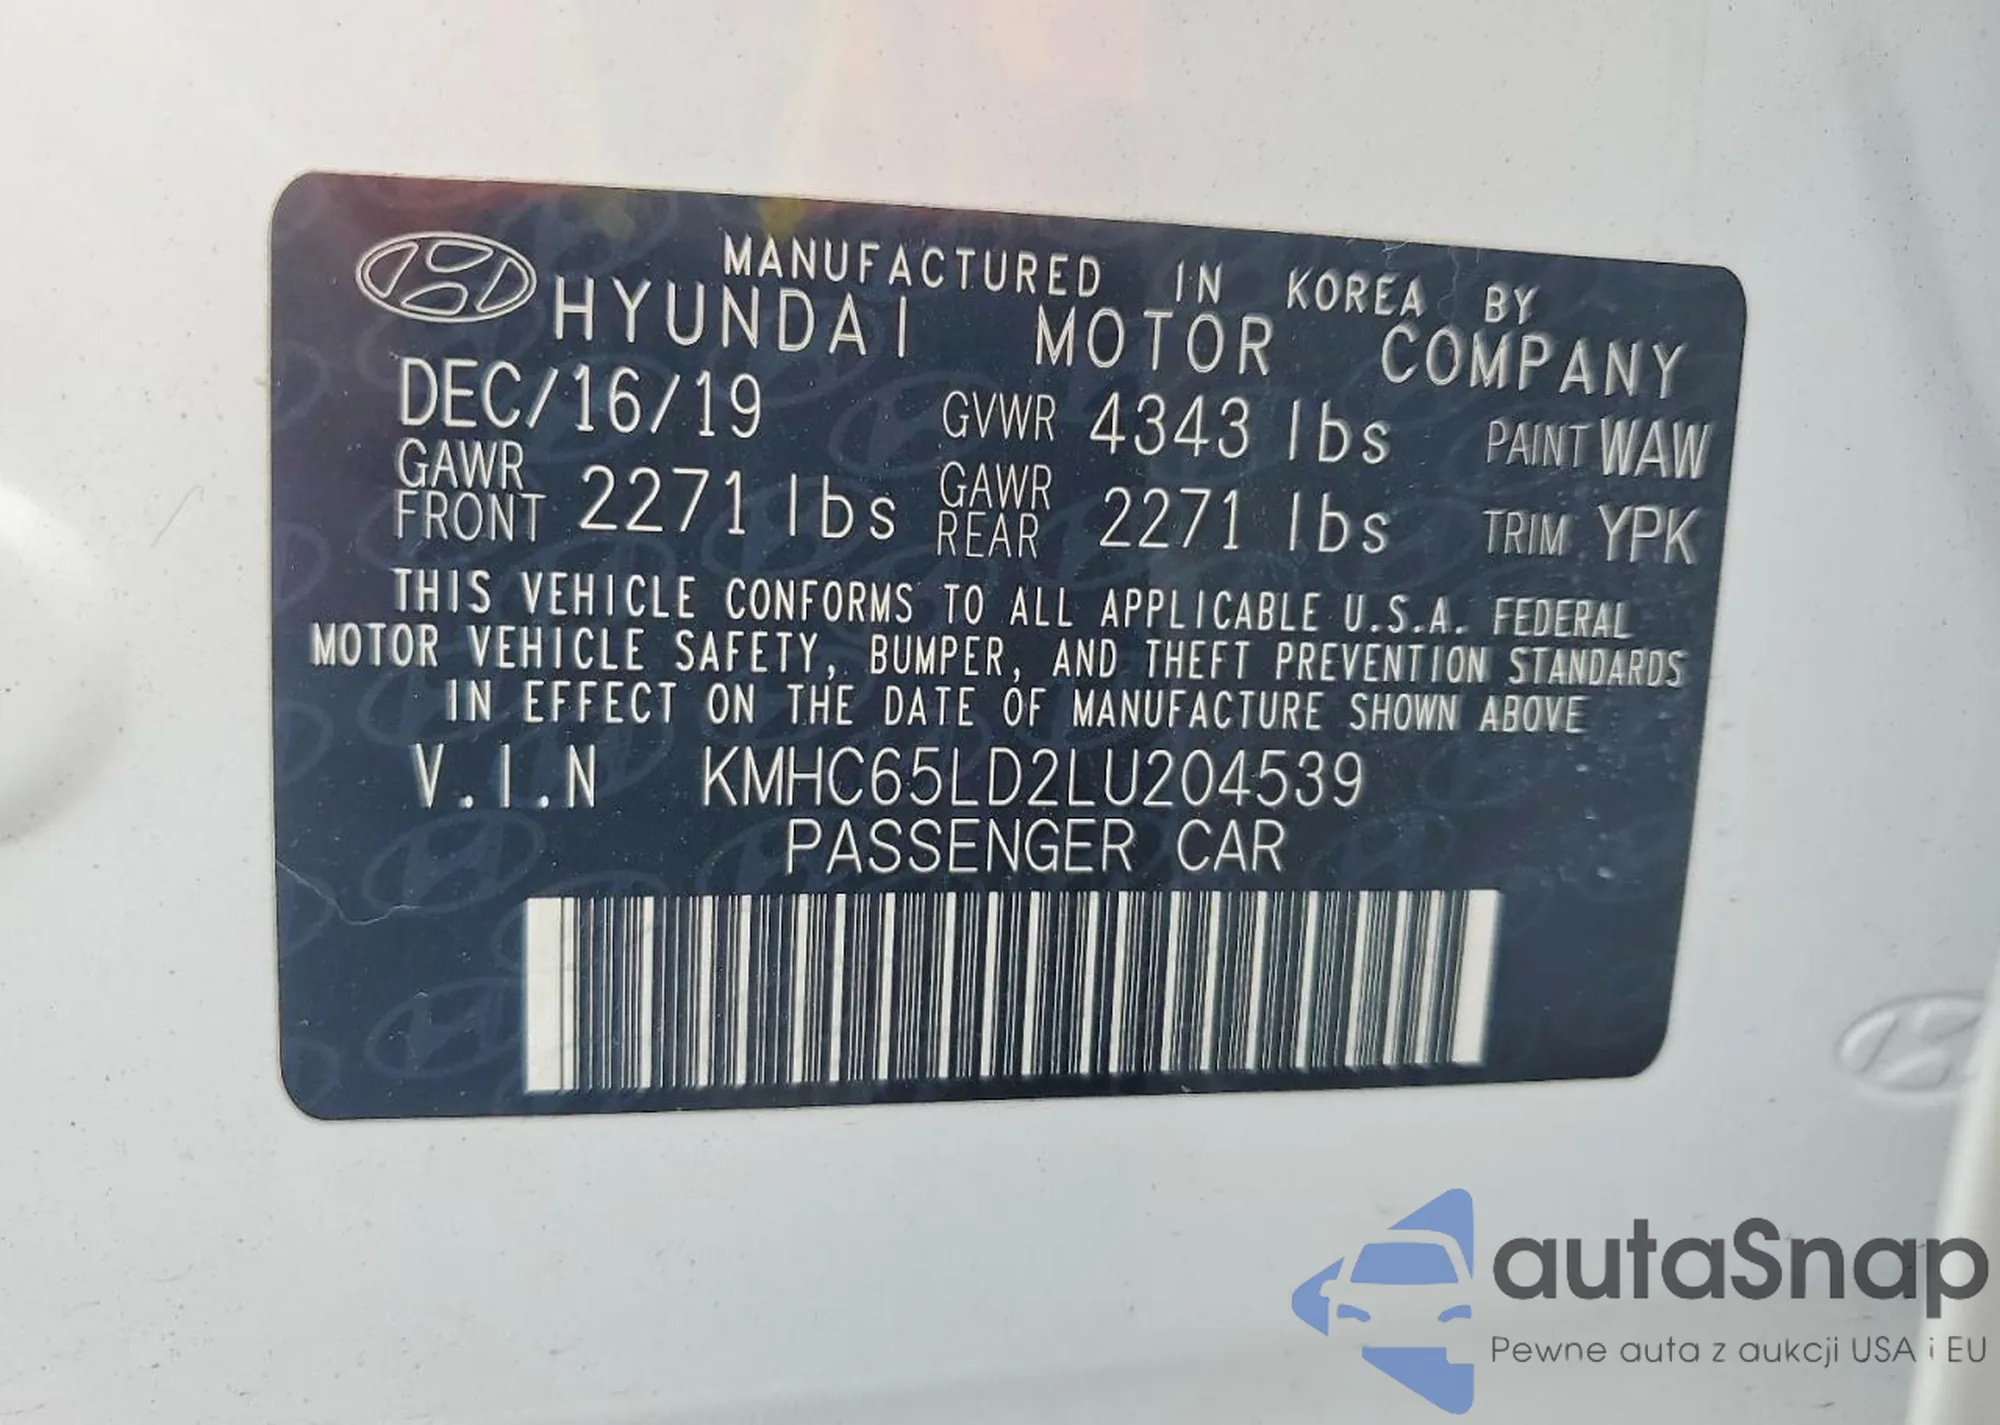 MANUFACTURED IN KOREA BY
HYUNDAI MOTOR COMPANY
DEC/16/19 GVWR 4343 lbs PAINT WAW
GAWR FRONT 2271 lbs GAWR REAR 2271 lbs TRIM YPK
THIS VEHICLE CONFORMS TO ALL APPLICABLE U.S.A. FEDERAL
MOTOR VEHICLE SAFETY, BUMPER, AND THEFT PREVENTION STANDARDS
IN EFFECT ON THE DATE OF MANUFACTURE SHOWN ABOVE
V.I.N KMHC65LD2LU204539
PASSENGER CAR
autaSnap
Pewne auta z aukcji USA i EU